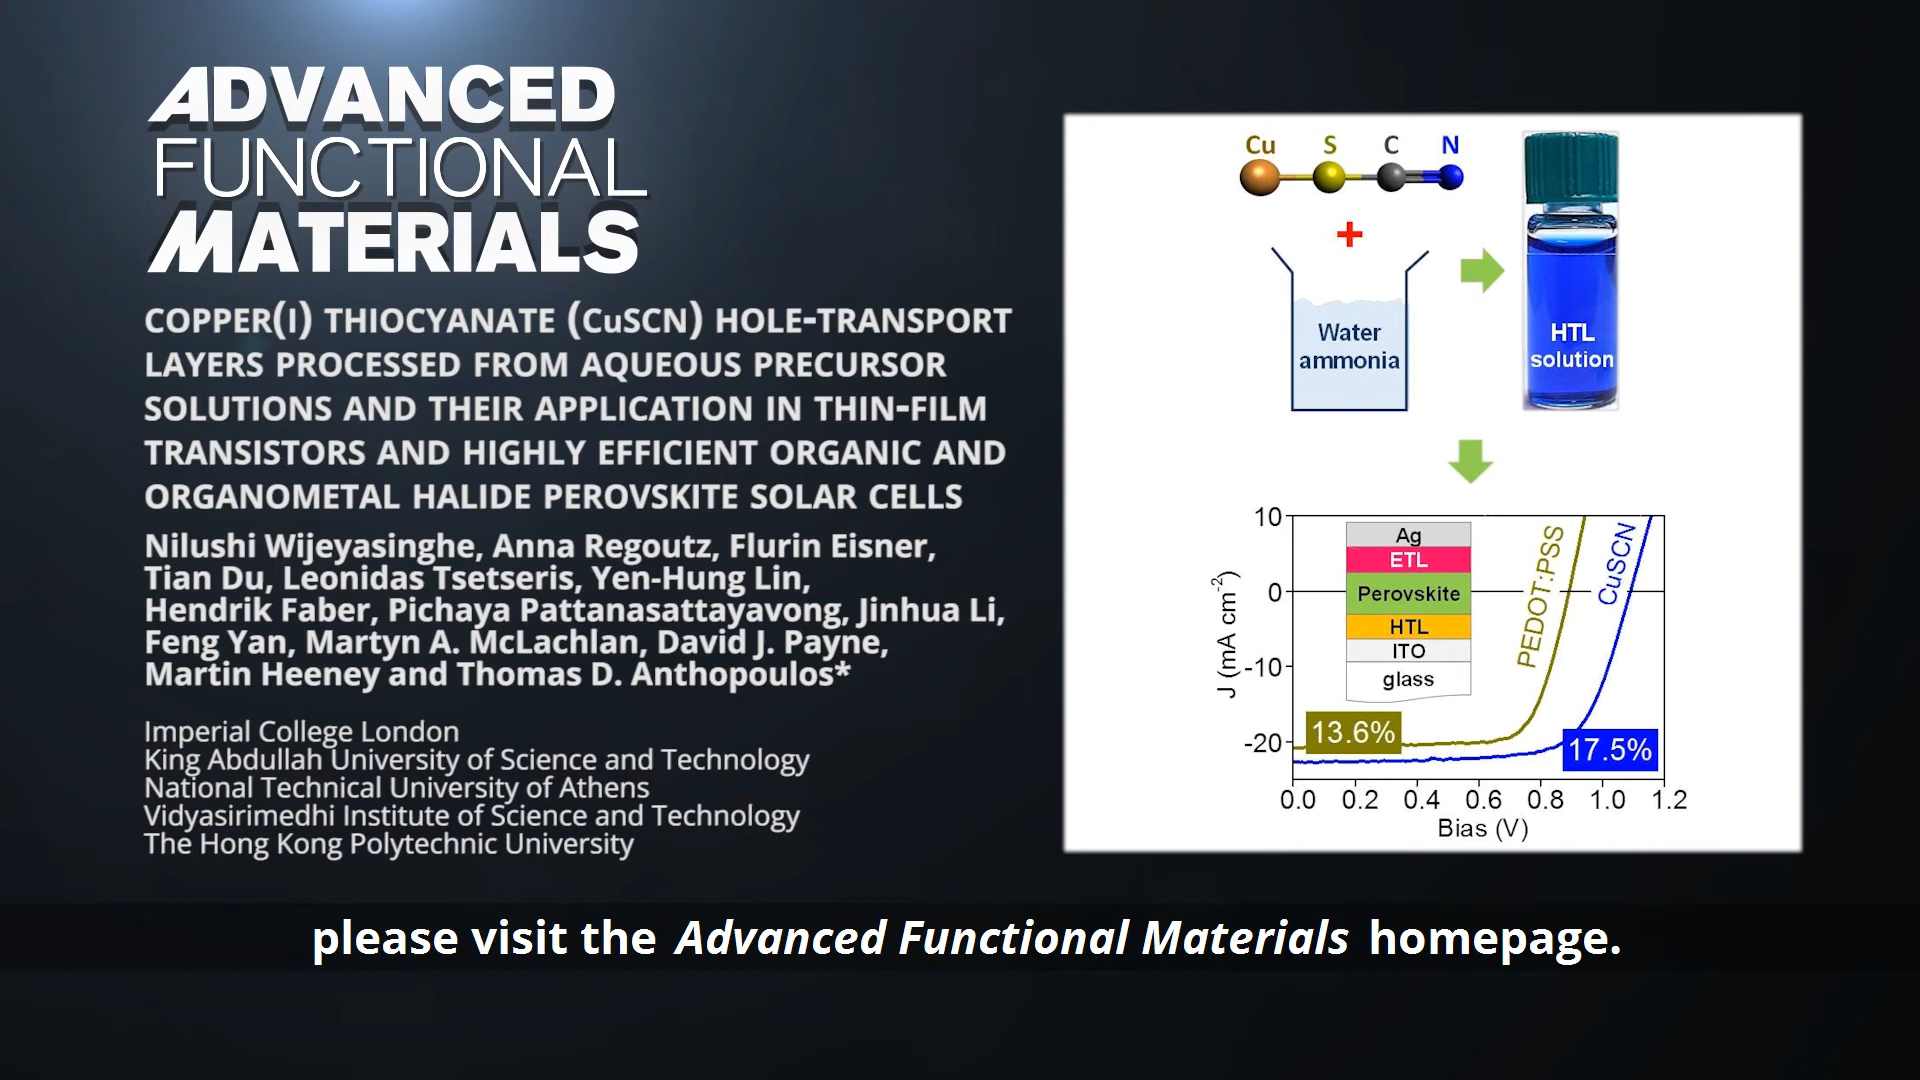 ADVANCED
FUNCTIONAL
MATERIALS
COPPER(I) THIOCYANATE (CuSCN) HOLE-TRANSPORT
LAYERS PROCESSED FROM AQUEOUS PRECURSOR
SOLUTIONS AND THEIR APPLICATION IN THIN-FILM
TRANSISTORS AND HIGHLY EFFICIENT ORGANIC AND
ORGANOMETAL HALIDE PEROVSKITE SOLAR CELLS
Nilushi Wijeyasinghe, Anna Regoutz, Flurin Eisner,
Tian Du, Leonidas Tsetseris, Yen-Hung Lin,
Hendrik Faber, Pichaya Pattanasattayavong, Jinhua Li,
Feng Yan, Martyn A. McLachlan, David J. Payne,
Martin Heeney and Thomas D. Anthopoulos*
Imperial College London
King Abdullah University of Science and Technology
National Technical University of Athens
Vidyasirimedhi Institute of Science and Technology
The Hong Kong Polytechnic University
Cu S C N
+
Water
ammonia
HTL
solution
10
0
-10
-20
J (mA cm-2)
Ag
ETL
Perovskite
HTL
ITO
glass
PEDOT:PSS
CuSCN
13.6%
17.5%
0.0 0.2 0.4 0.6 0.8 1.0 1.2
Bias (V)
please visit the Advanced Functional Materials homepage.